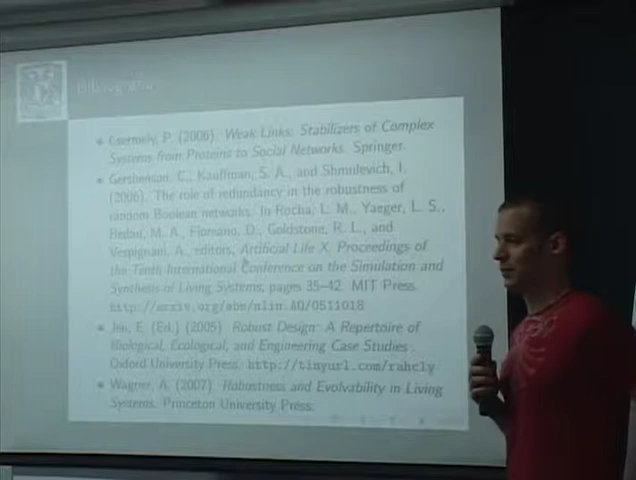 Bibliografía
Csermely, P. (2006). Weak Links: Stabilizers of Complex
Systems from Proteins to Social Networks. Springer.
Gershenson, C., Kauffman, S. A., and Shmulevich, I.
(2006). The role of redundancy in the robustness of
random Boolean networks. In Rocha, L. M., Yaeger, L. S.,
Bedau, M. A., Floreano, D., Goldstone, R. L., and
Vespignani, A., editors, Artificial Life X, Proceedings of
the Tenth International Conference on the Simulation and
Synthesis of Living Systems, pages 35–42. MIT Press.
http://arxiv.org/abs/nlin.AO/0511018
Jen, E. (Ed.) (2005). Robust Design: A Repertoire of
Biological, Ecological, and Engineering Case Studies.
Oxford University Press. http://tinyurl.com/rahcly
Wagner, A. (2007). Robustness and Evolvability in Living
Systems. Princeton University Press.